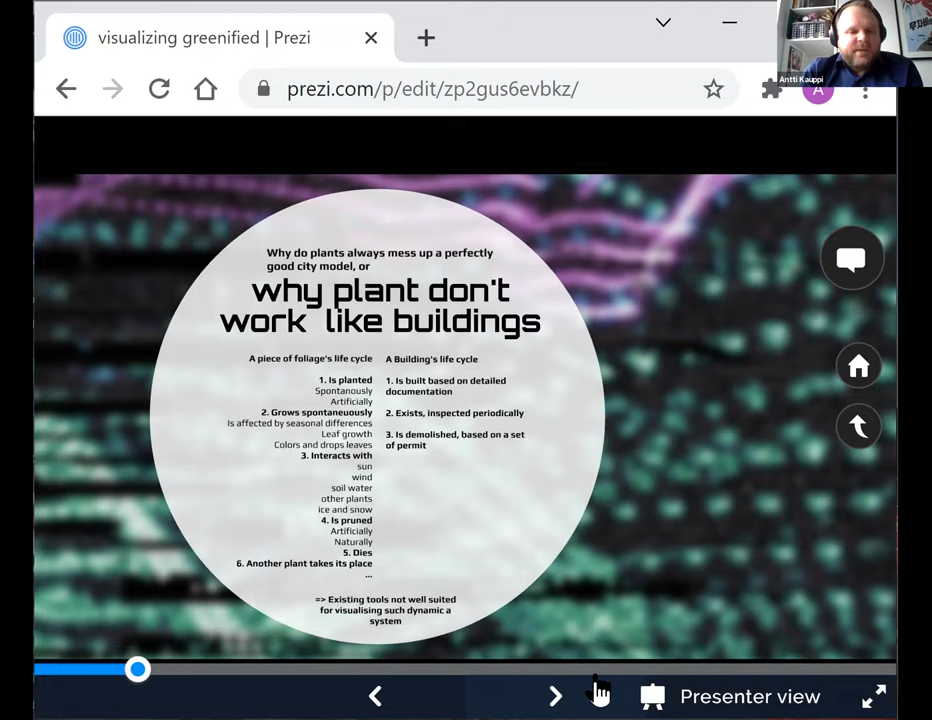 visualizing greenified | Prezi
prezi.com/p/edit/zp2gus6evbkz/
A
Antti Kauppi
Why do plants always mess up a perfectly
good city model, or
why plant don't
work like buildings
A piece of foliage's life cycle
1. Is planted
Spontanously
Artificially
2. Grows spontaneuously
Is affected by seasonal differences
Leaf growth
Colors and drops leaves
3. Interacts with
sun
wind
soil water
other plants
ice and snow
4. Is pruned
Artificially
Naturally
5. Dies
6. Another plant takes its place
...
A Building's life cycle
1. Is built based on detailed
documentation
2. Exists, inspected periodically
3. Is demolished, based on a set
of permit
=> Existing tools not well suited
for visualising such dynamic a
system
Presenter view